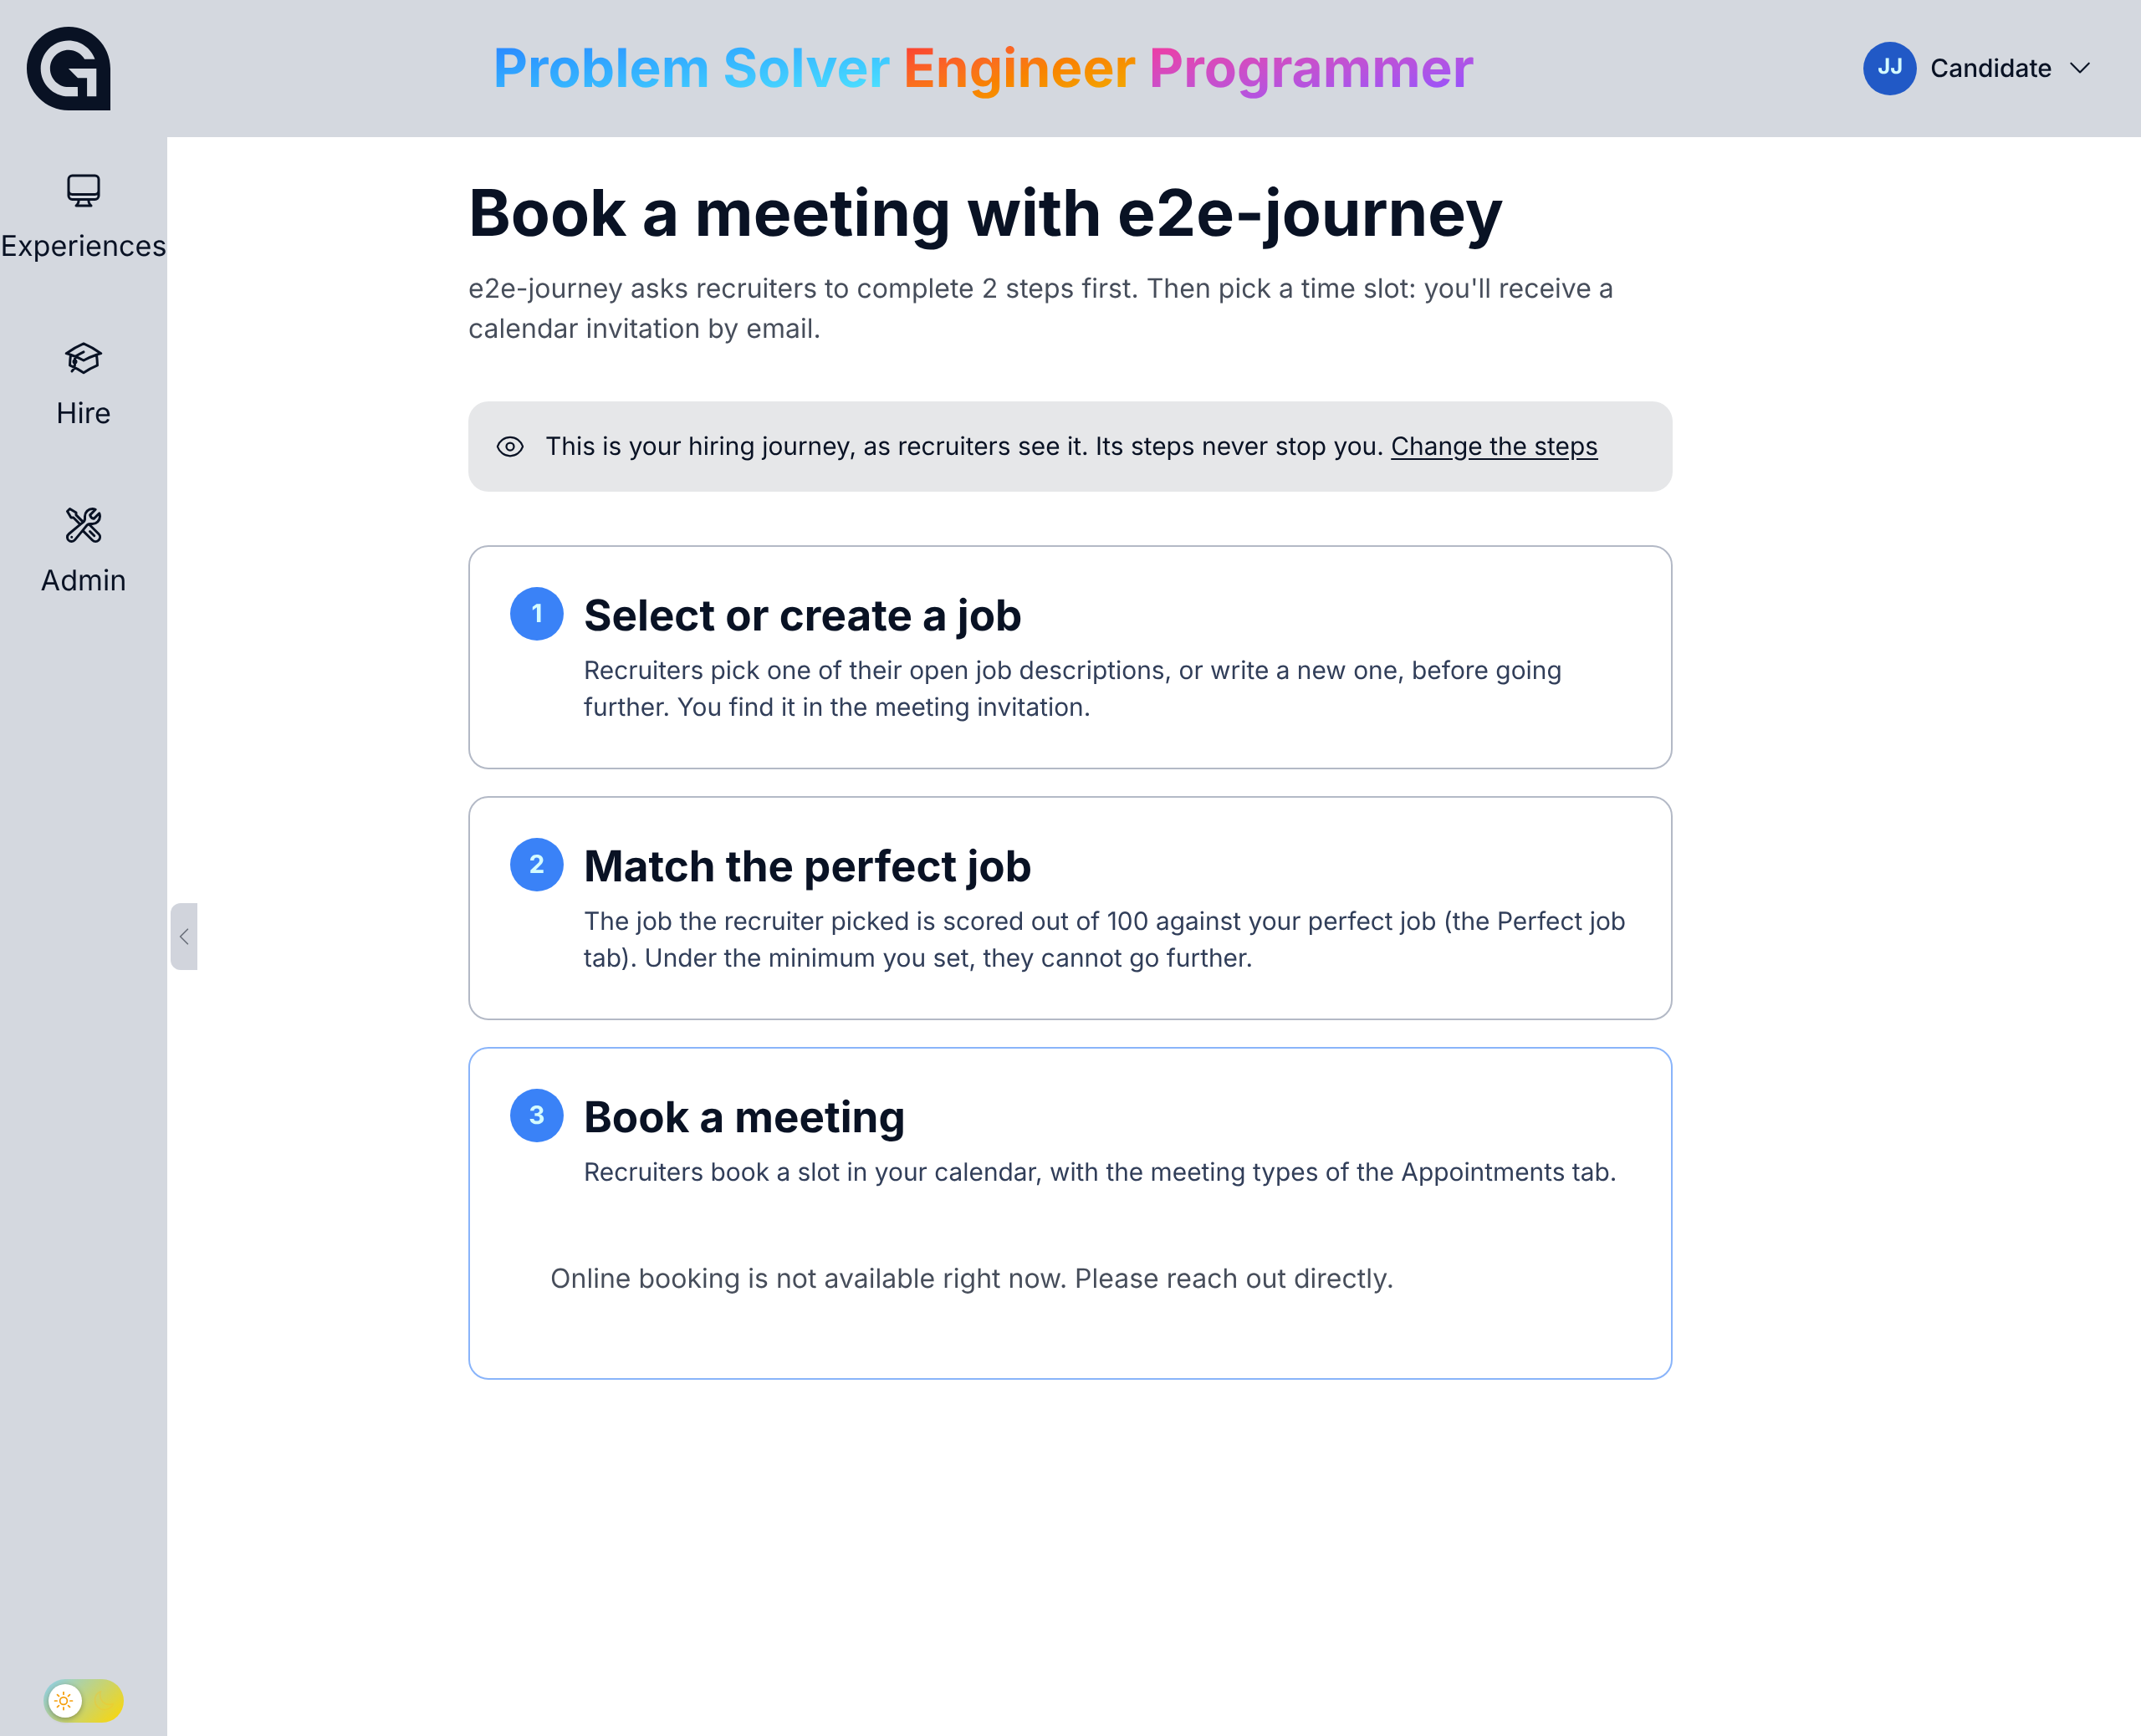 Problem Solver Engineer Programmer
JJ Candidate
Experiences
Hire
Admin
Book a meeting with e2e-journey
e2e-journey asks recruiters to complete 2 steps first. Then pick a time slot: you'll receive a
calendar invitation by email.
This is your hiring journey, as recruiters see it. Its steps never stop you. Change the steps
1 Select or create a job
Recruiters pick one of their open job descriptions, or write a new one, before going
further. You find it in the meeting invitation.
2 Match the perfect job
The job the recruiter picked is scored out of 100 against your perfect job (the Perfect job
tab). Under the minimum you set, they cannot go further.
3 Book a meeting
Recruiters book a slot in your calendar, with the meeting types of the Appointments tab.
Online booking is not available right now. Please reach out directly.